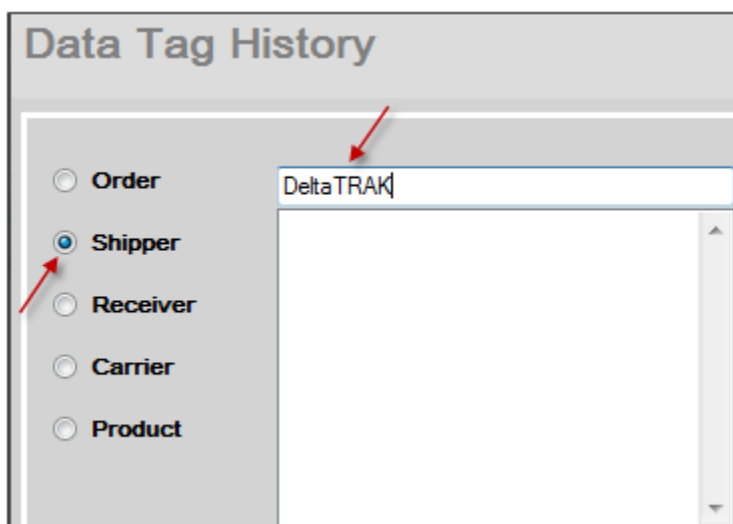 Data Tag History
Order
DeltaTRAK
Shipper
Receiver
Carrier
Product